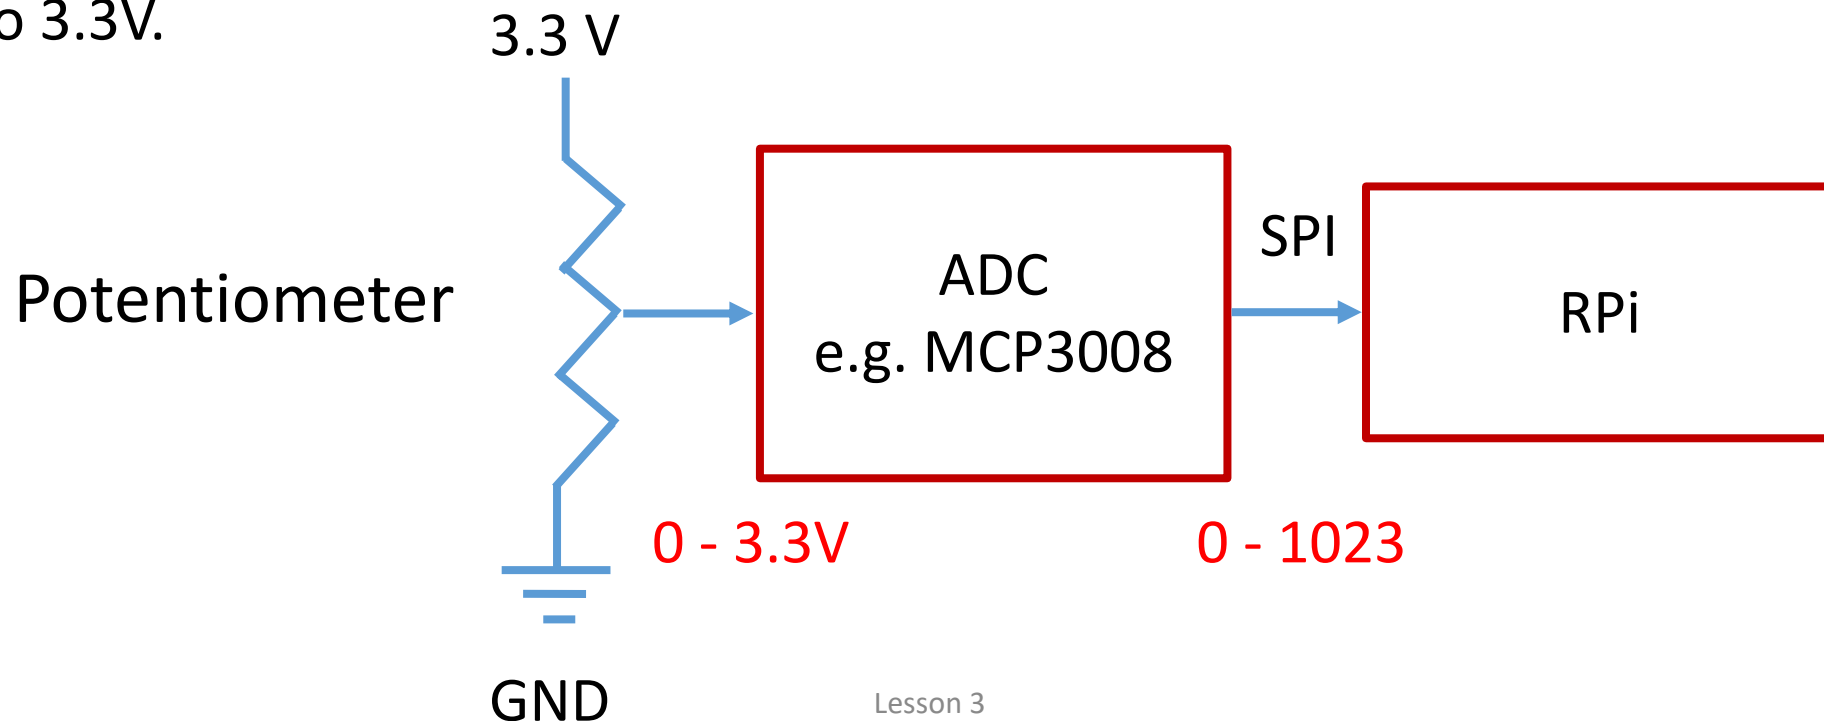 o 3.3V.
3.3 V
Potentiometer
ADC
e.g. MCP3008
SPI
RPi
0 - 3.3V
0 - 1023
GND
Lesson 3